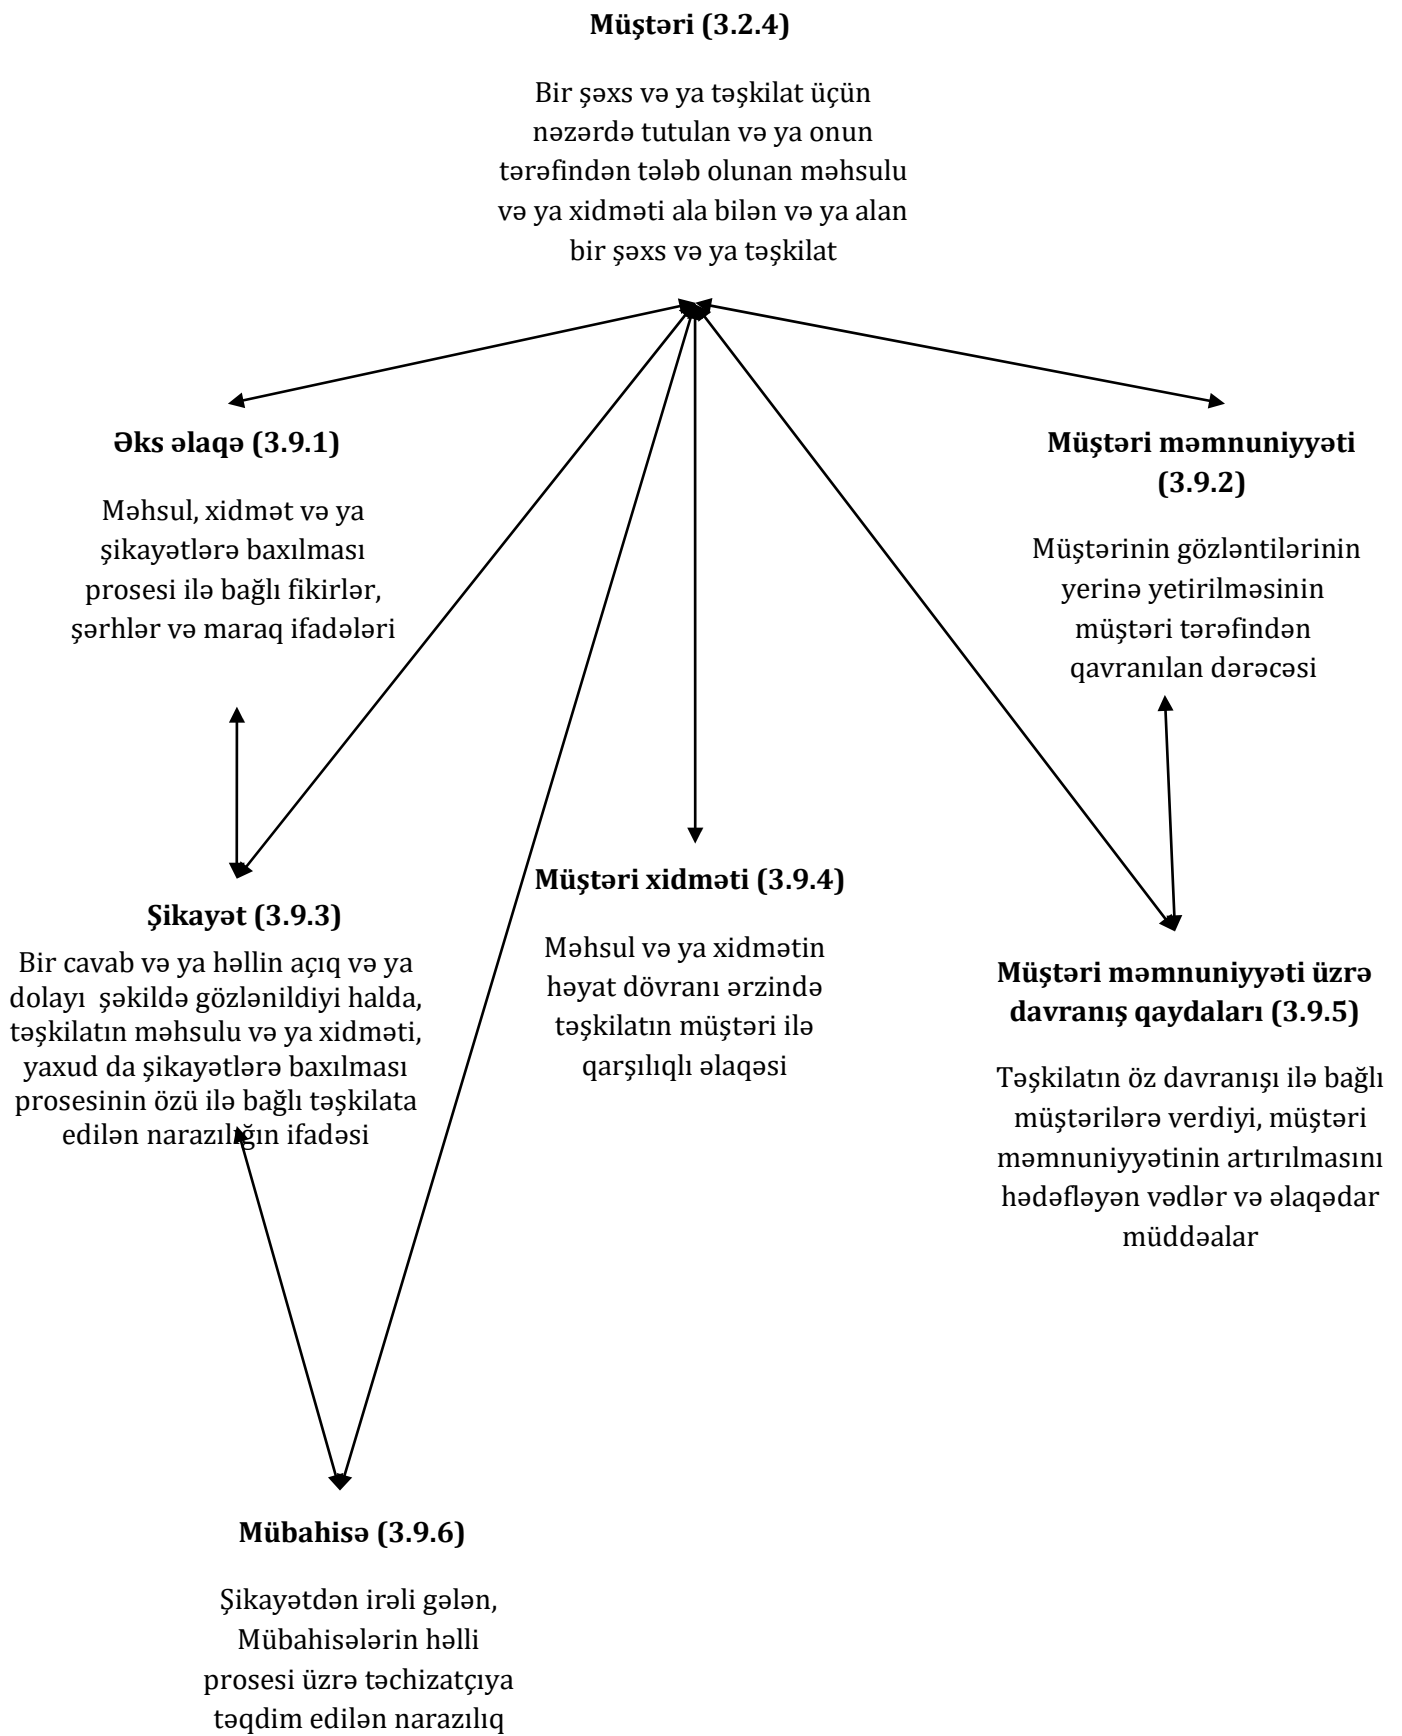 Müştəri (3.2.4)
Bir şəxs və ya təşkilat üçün
nəzərdə tutulan və ya onun
tərəfindən tələb olunan məhsulu
və ya xidməti ala bilən və ya alan
bir şəxs və ya təşkilat
Əks əlaqə (3.9.1)
Məhsul, xidmət və ya
şikayətlərə baxılması
prosesi ilə bağlı fikirlər,
şərhlər və maraq ifadələri
Müştəri məmnuniyyəti
(3.9.2)
Müştərinin gözləntilərinin
yerinə yetirilməsinin
müştəri tərəfindən
qavranılan dərəcəsi
Şikayət (3.9.3)
Bir cavab və ya həllin açıq və ya
dolayı şəkildə gözlənildiyi halda,
təşkilatın məhsulu və ya xidməti,
yaxud da şikayətlərə baxılması
prosesinin özü ilə bağlı təşkilata
edilən narazılığın ifadəsi
Müştəri xidməti (3.9.4)
Məhsul və ya xidmətin
həyat dövranı ərzində
təşkilatın müştəri ilə
qarşılıqlı əlaqəsi
Müştəri məmnuniyyəti üzrə
davranış qaydaları (3.9.5)
Təşkilatın öz davranışı ilə bağlı
müştərilərə verdiyi, müştəri
məmnuniyyətinin artırılmasını
hədəfləyən vədlər və əlaqədar
müddəalar
Mübahisə (3.9.6)
Şikayətdən irəli gələn,
Mübahisələrin həlli
prosesi üzrə təchizatçıya
təqdim edilən narazılıq